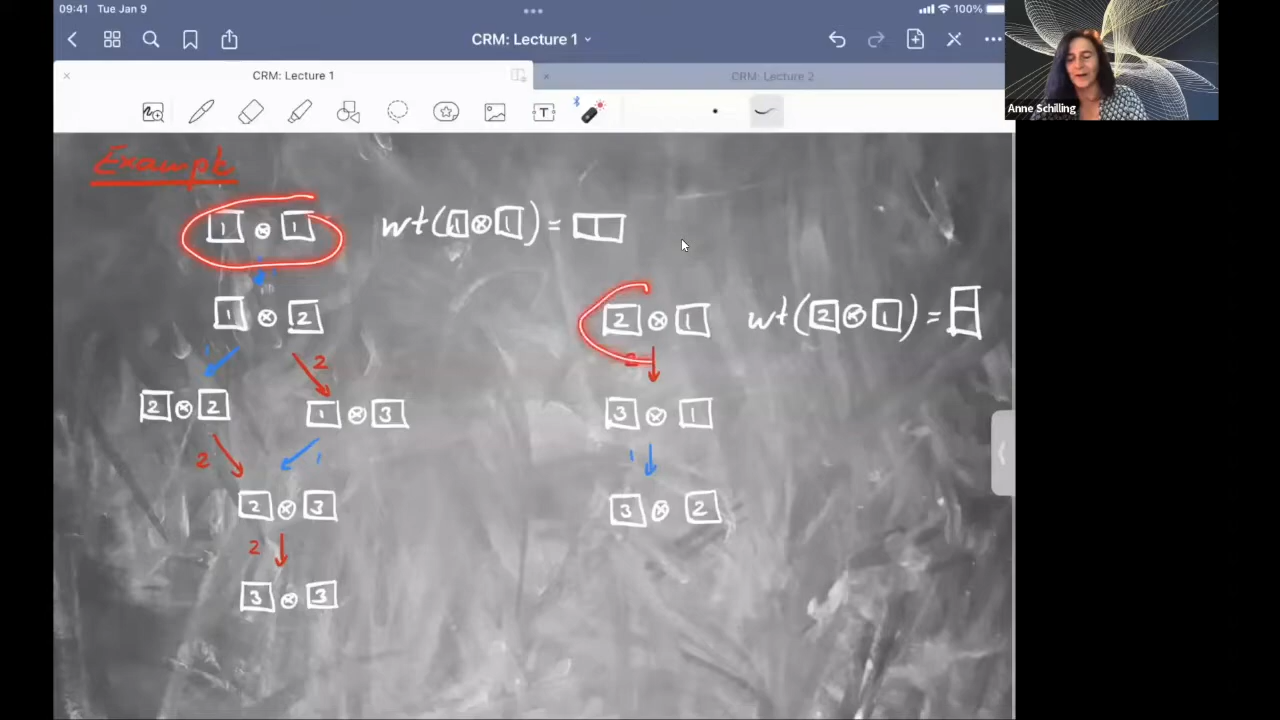 09:41 Tue Jan 9
100%
CRM: Lecture 1
CRM: Lecture 1
CRM: Lecture 2
T
Anne Schilling
Example
1 ⊗ 1 wt(1 ⊗ 1) =
1 ⊗ 2
2 ⊗ 1 wt(2 ⊗ 1) =
1 2
2
2 ⊗ 2 1 ⊗ 3
3 ⊗ 1
2 1
1
2 ⊗ 3
3 ⊗ 2
2
3 ⊗ 3